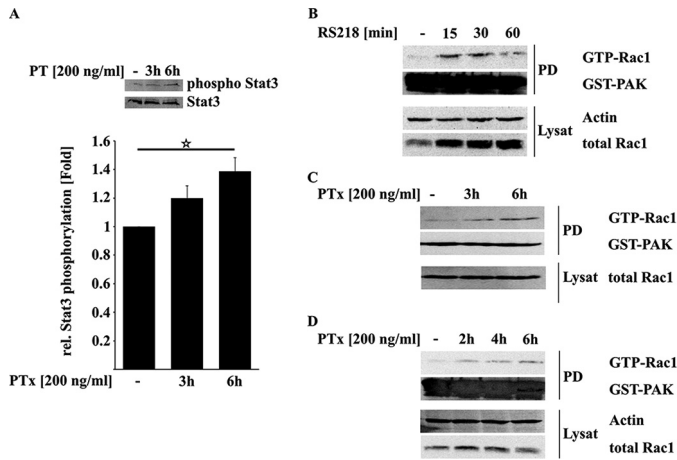 A
PT [200 ng/ml] - 3h 6h
phospho Stat3
Stat3
rel. Stat3 phosphorylation [Fold]
1.6
1.4
1.2
1
0.8
0.6
0.4
0.2
☆
PTx [200 ng/ml] - 3h 6h
B
RS218 [min] - 15 30 60
GTP-Rac1
PD
GST-PAK
Actin
Lysat
total Rac1
C
PTx [200 ng/ml] - 3h 6h
GTP-Rac1
PD
GST-PAK
Lysat total Rac1
D
PTx [200 ng/ml] - 2h 4h 6h
GTP-Rac1
PD
GST-PAK
Actin
Lysat
total Rac1